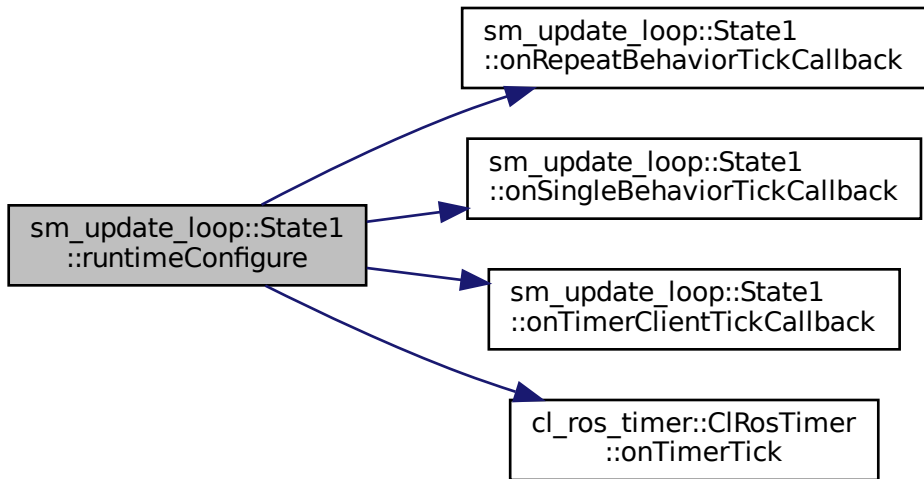 sm_update_loop::State1
::runtimeConfigure
sm_update_loop::State1
::onRepeatBehaviorTickCallback
sm_update_loop::State1
::onSingleBehaviorTickCallback
sm_update_loop::State1
::onTimerClientTickCallback
cl_ros_timer::ClRosTimer
::onTimerTick